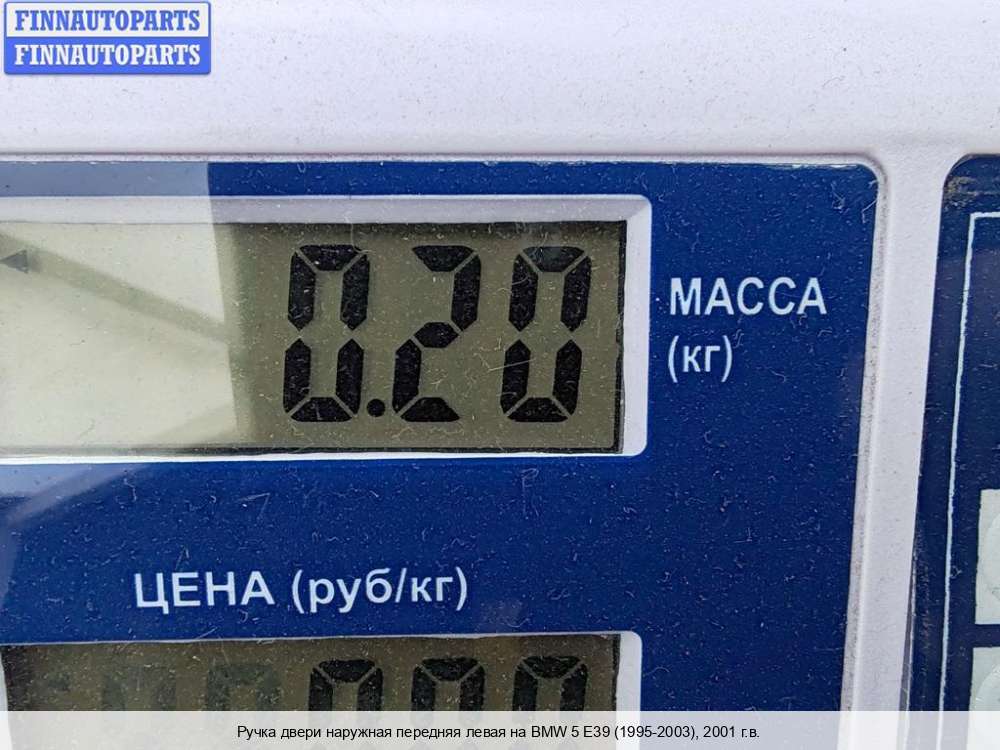 FINNAUTOPARTS
FINNAUTOPARTS
0.20
МАССА
(кг)
ЦЕНА (руб/кг)
Ручка двери наружная передняя левая на BMW 5 E39 (1995-2003), 2001 г.в.